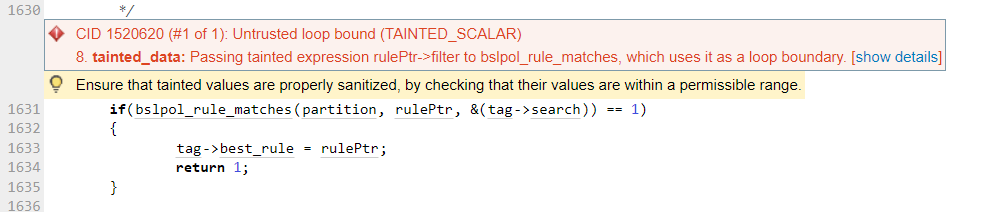 1630 */
CID 1520620 (#1 of 1): Untrusted loop bound (TAINTED_SCALAR)
8. tainted_data: Passing tainted expression rulePtr->filter to bslpol_rule_matches, which uses it as a loop boundary. [show details]
Ensure that tainted values are properly sanitized, by checking that their values are within a permissible range.
1631 if(bslpol_rule_matches(partition, rulePtr, &(tag->search)) == 1)
1632 {
1633 tag->best_rule = rulePtr;
1634 return 1;
1635 }
1636